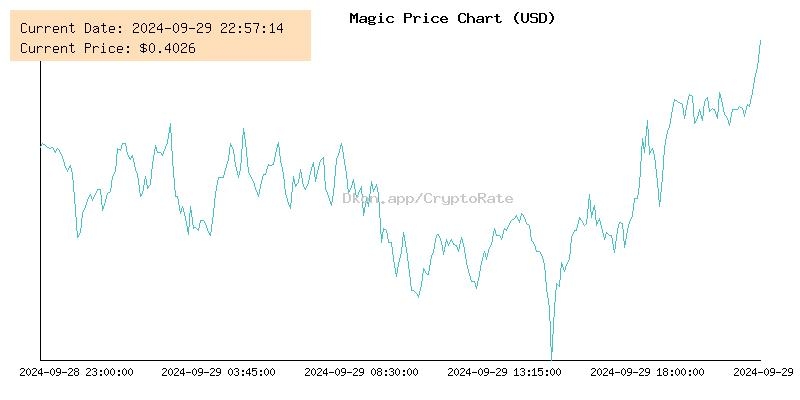 Magic Price Chart (USD)
Current Date: 2024-09-29 22:57:14
Current Price: $0.4026
Dkon.app/CryptoRate
2024-09-28 23:00:00 2024-09-29 03:45:00 2024-09-29 08:30:00 2024-09-29 13:15:00 2024-09-29 18:00:00 2024-09-29